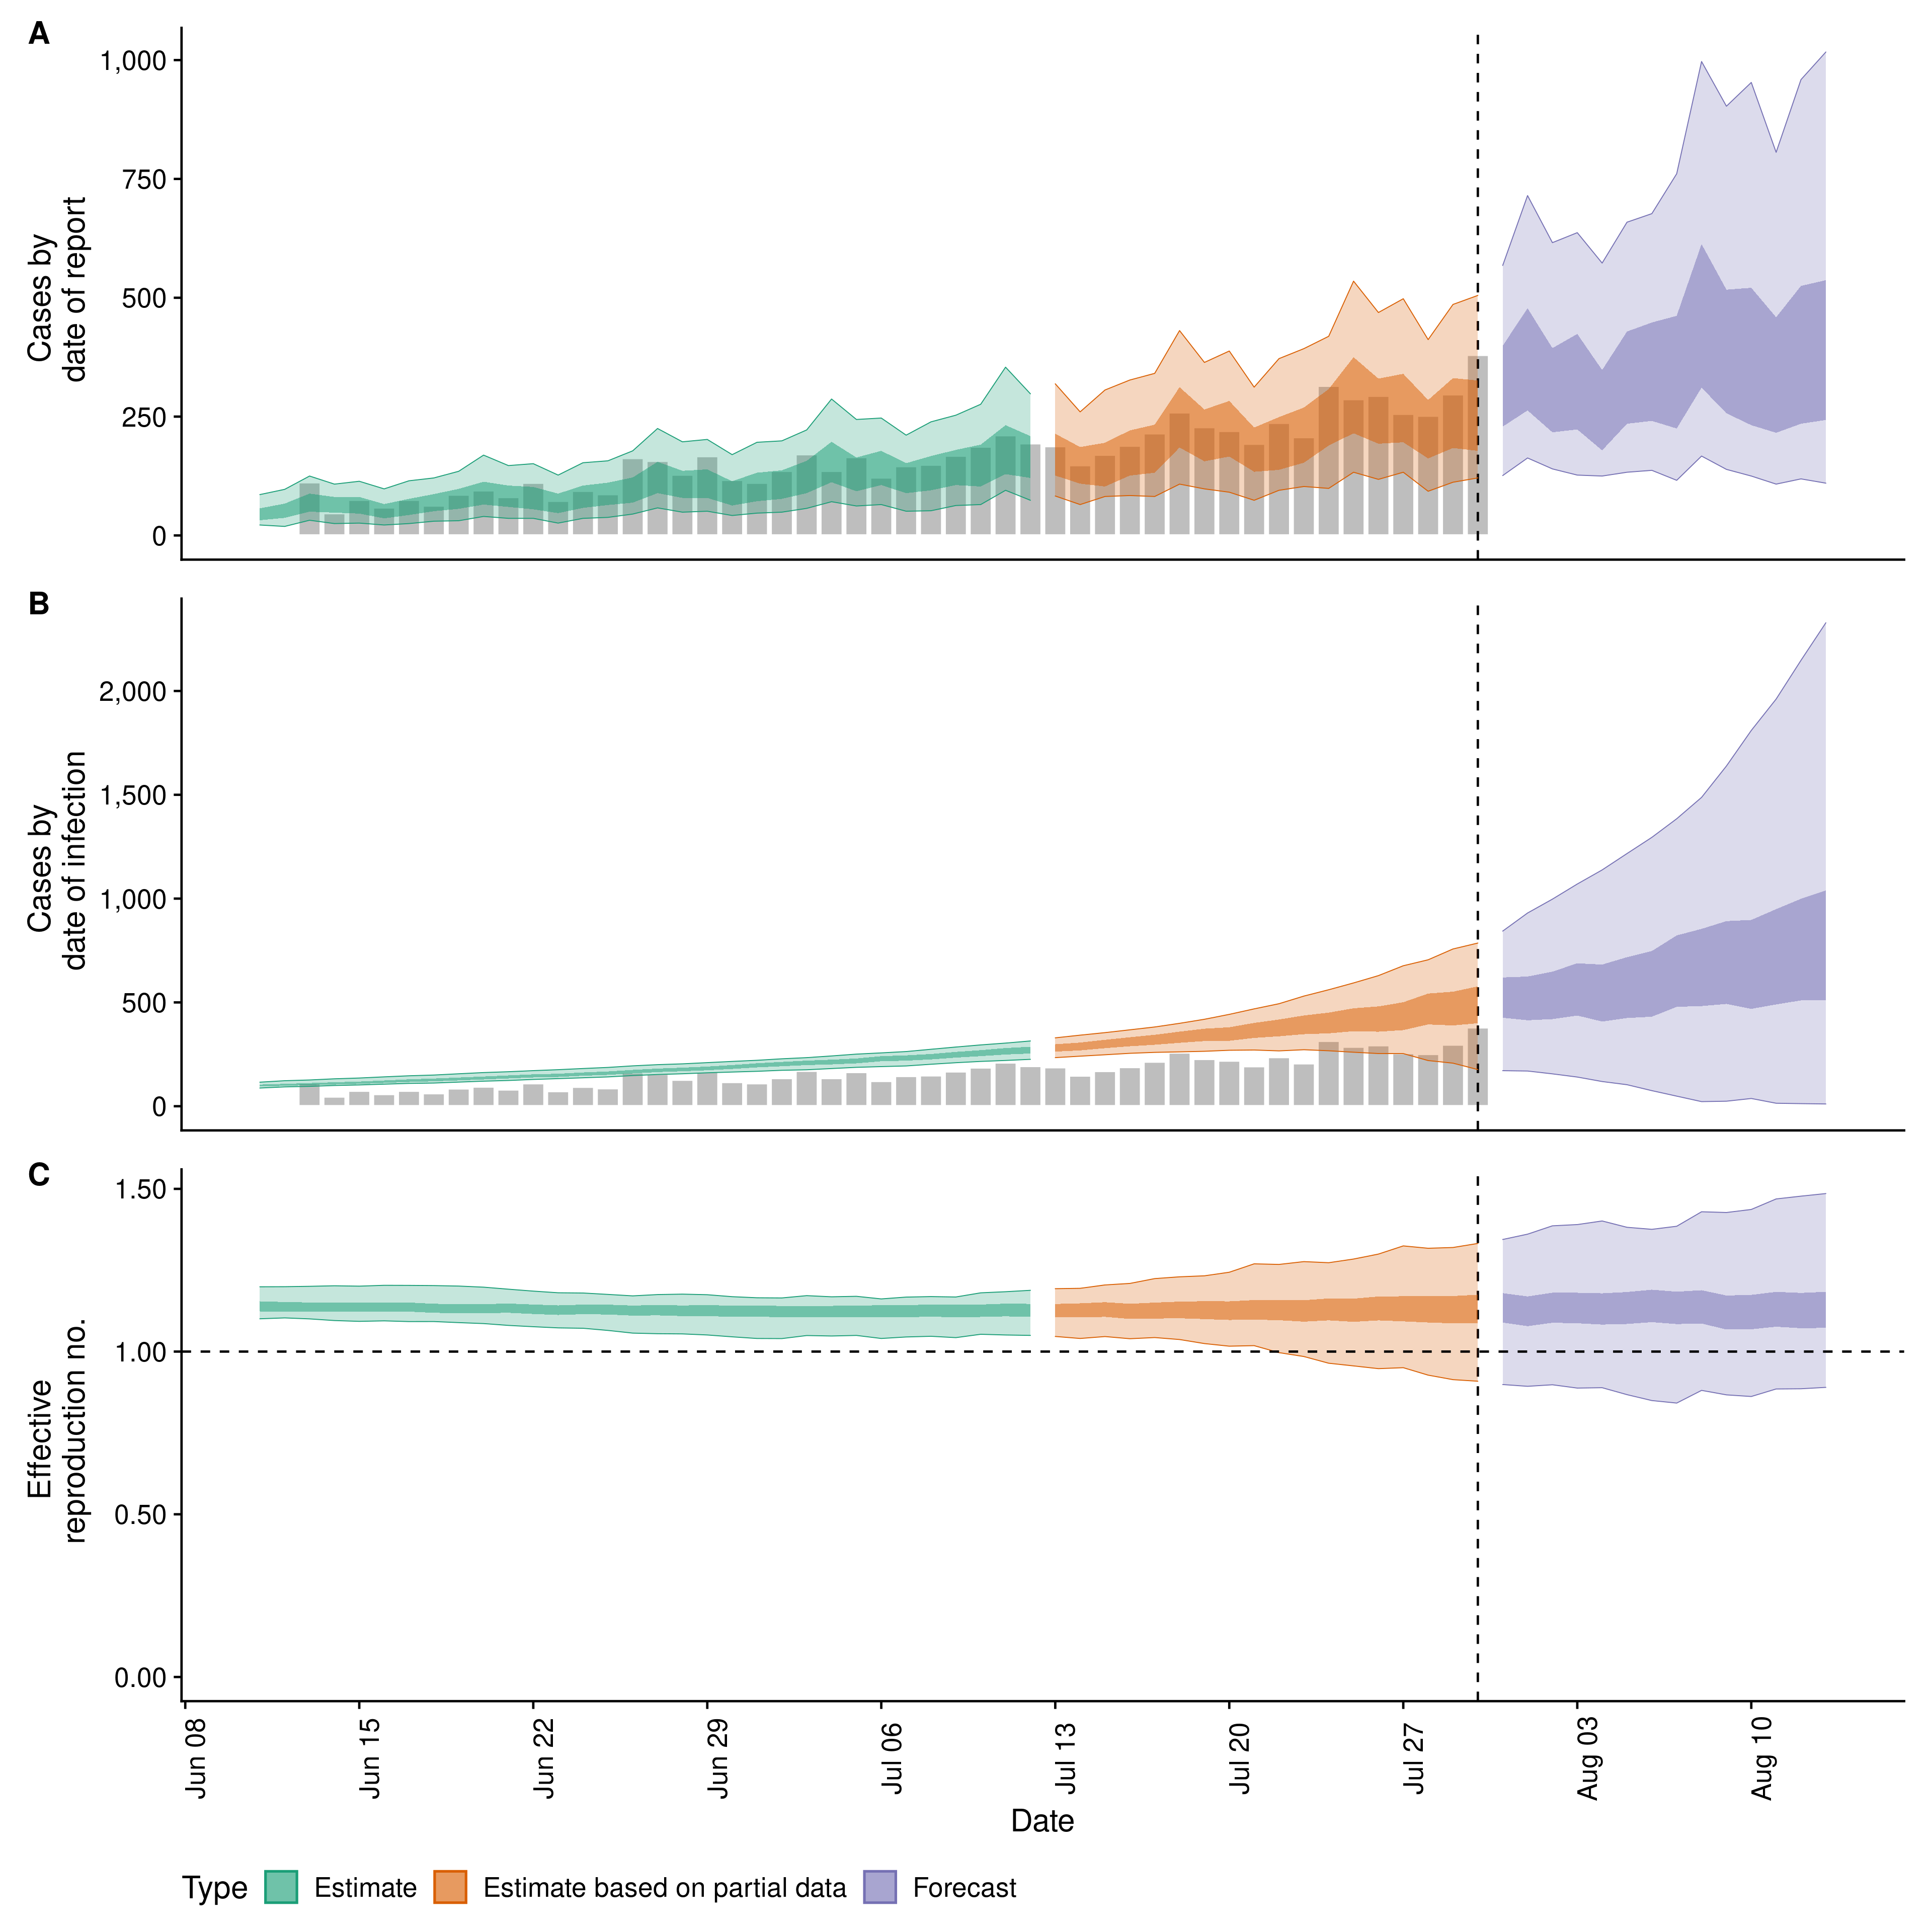 A
1,000
750
500
250
0
Cases by
date of report
B
2,000
1,500
1,000
500
0
Cases by
date of infection
C
1.50
1.00
0.50
0.00
Effective
reproduction no.
Jun 08
Jun 15
Jun 22
Jun 29
Jul 06
Jul 13
Jul 20
Jul 27
Aug 03
Aug 10
Date
Type Estimate Estimate based on partial data Forecast